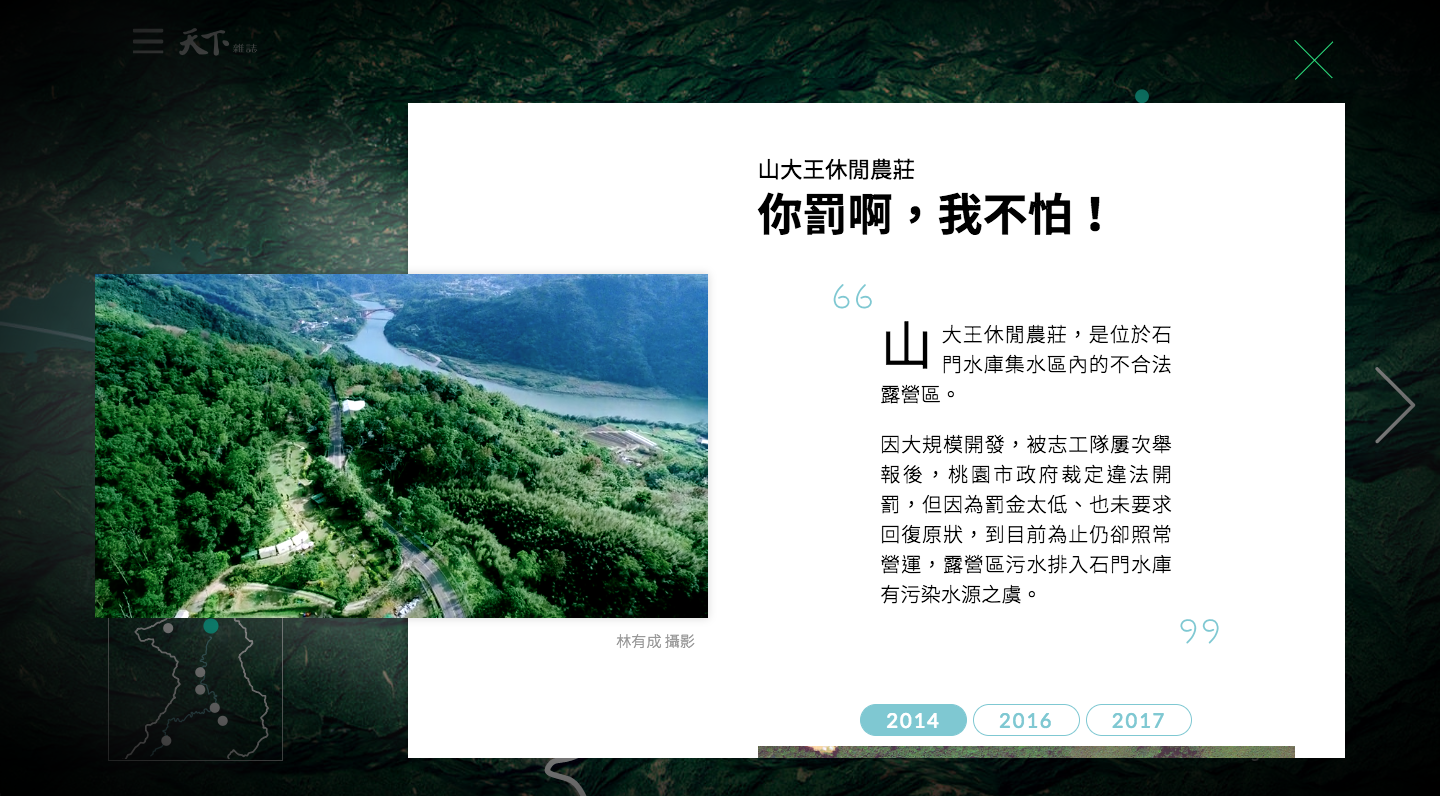 天下雜誌
山大王休閒農莊
你罰啊，我不怕！
山大王休閒農莊，是位於石
門水庫集水區內的不合法
露營區。
因大規模開發，被志工隊屢次舉
報後，桃園市政府裁定違法開
罰，但因為罰金太低、也未要求
回復原狀，到目前為止仍卻照常
營運，露營區污水排入石門水庫
有污染水源之虞。
林有成 攝影
2014 2016 2017